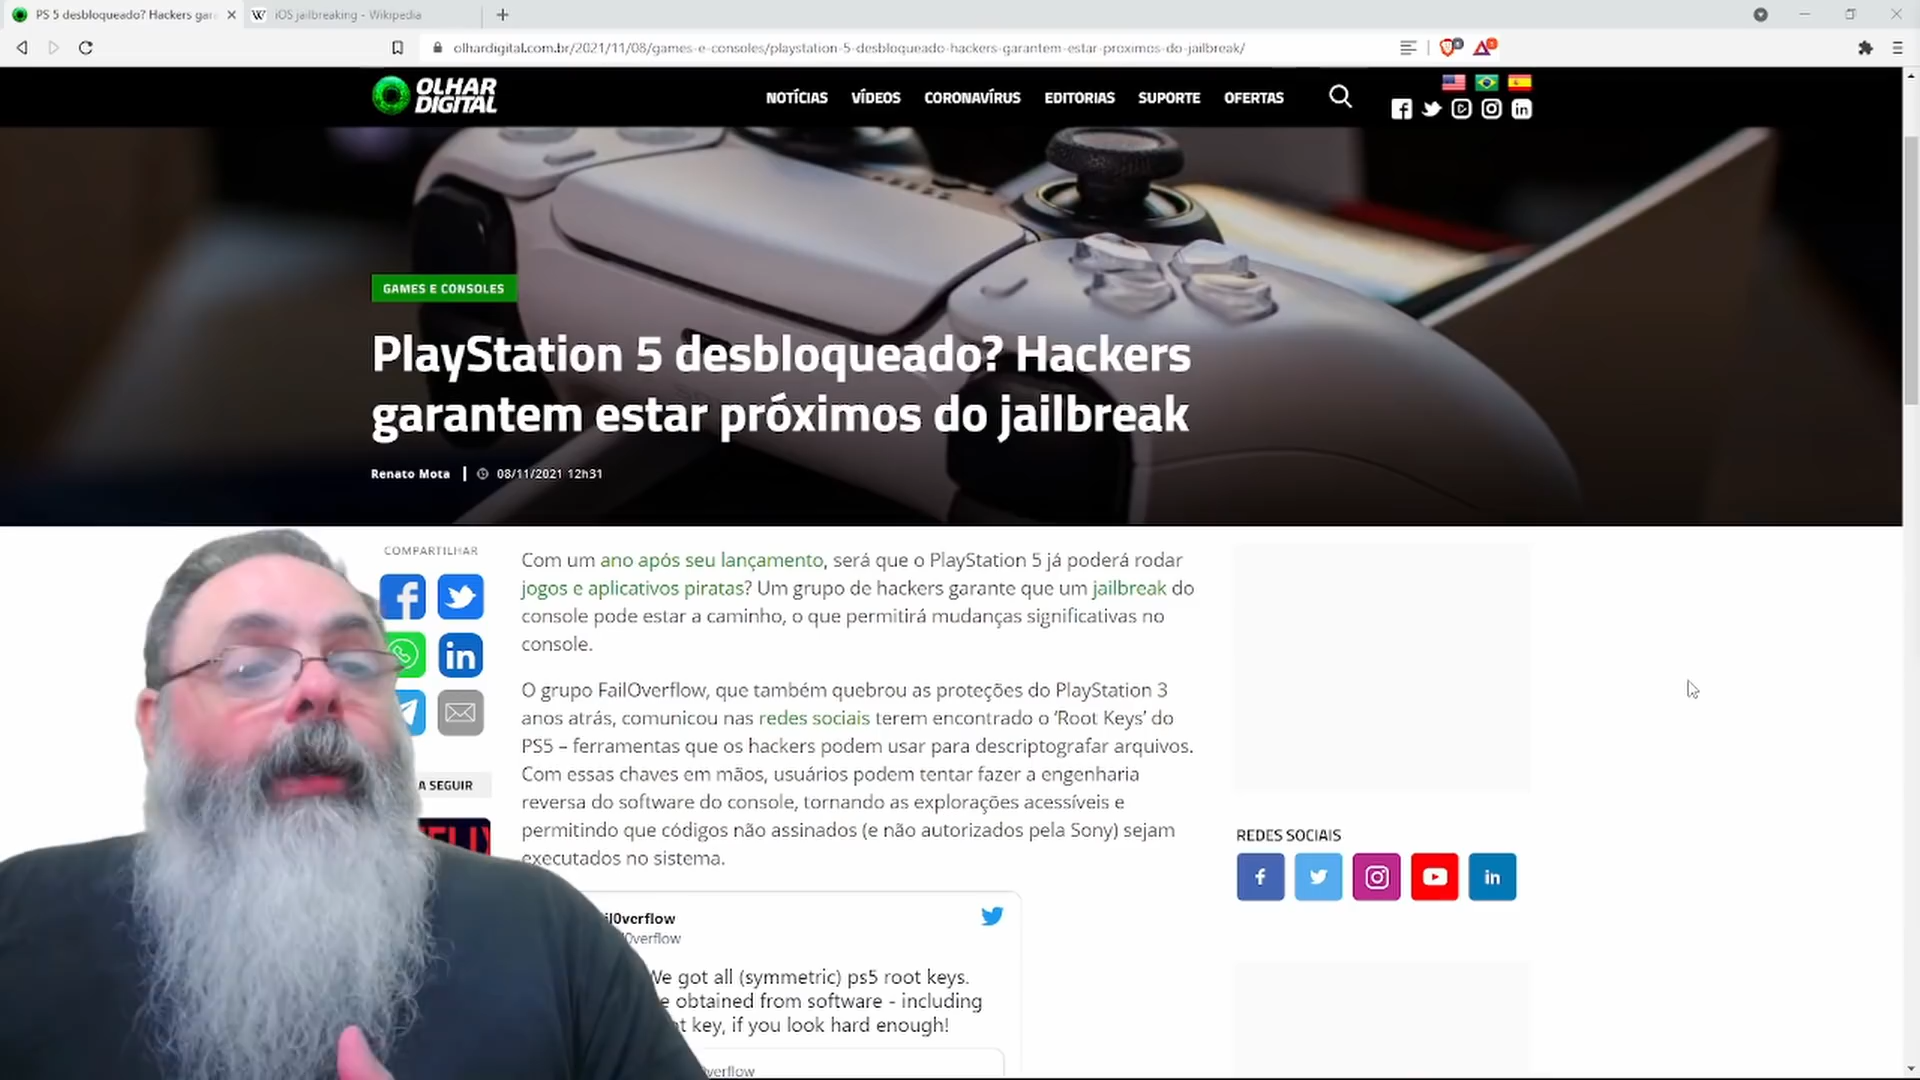 PS 5 desbloqueado? Hackers gar
iOS jailbreaking - Wikipedia
olhardigital.com.br/2021/11/08/games-e-consoles/playstation-5-desbloqueado-hackers-garantem-estar-proximos-do-jailbreak/
OLHAR
DIGITAL
NOTÍCIAS VÍDEOS CORONAVÍRUS EDITORIAS SUPORTE OFERTAS
GAMES E CONSOLES
PlayStation 5 desbloqueado? Hackers
garantem estar próximos do jailbreak
Renato Mota | 08/11/2021 12h31
COMPARTILHAR
A SEGUIR
Com um ano após seu lançamento, será que o PlayStation 5 já poderá rodar
jogos e aplicativos piratas? Um grupo de hackers garante que um jailbreak do
console pode estar a caminho, o que permitirá mudanças significativas no
console.
O grupo FailOverflow, que também quebrou as proteções do PlayStation 3
anos atrás, comunicou nas redes sociais terem encontrado o ‘Root Keys’ do
PS5 – ferramentas que os hackers podem usar para descriptografar arquivos.
Com essas chaves em mãos, usuários podem tentar fazer a engenharia
reversa do software do console, tornando as explorações acessíveis e
permitindo que códigos não assinados (e não autorizados pela Sony) sejam
executados no sistema.
il0verflow
l0verflow
We got all (symmetric) ps5 root keys.
e obtained from software - including
t key, if you look hard enough!
verflow
REDES SOCIAIS